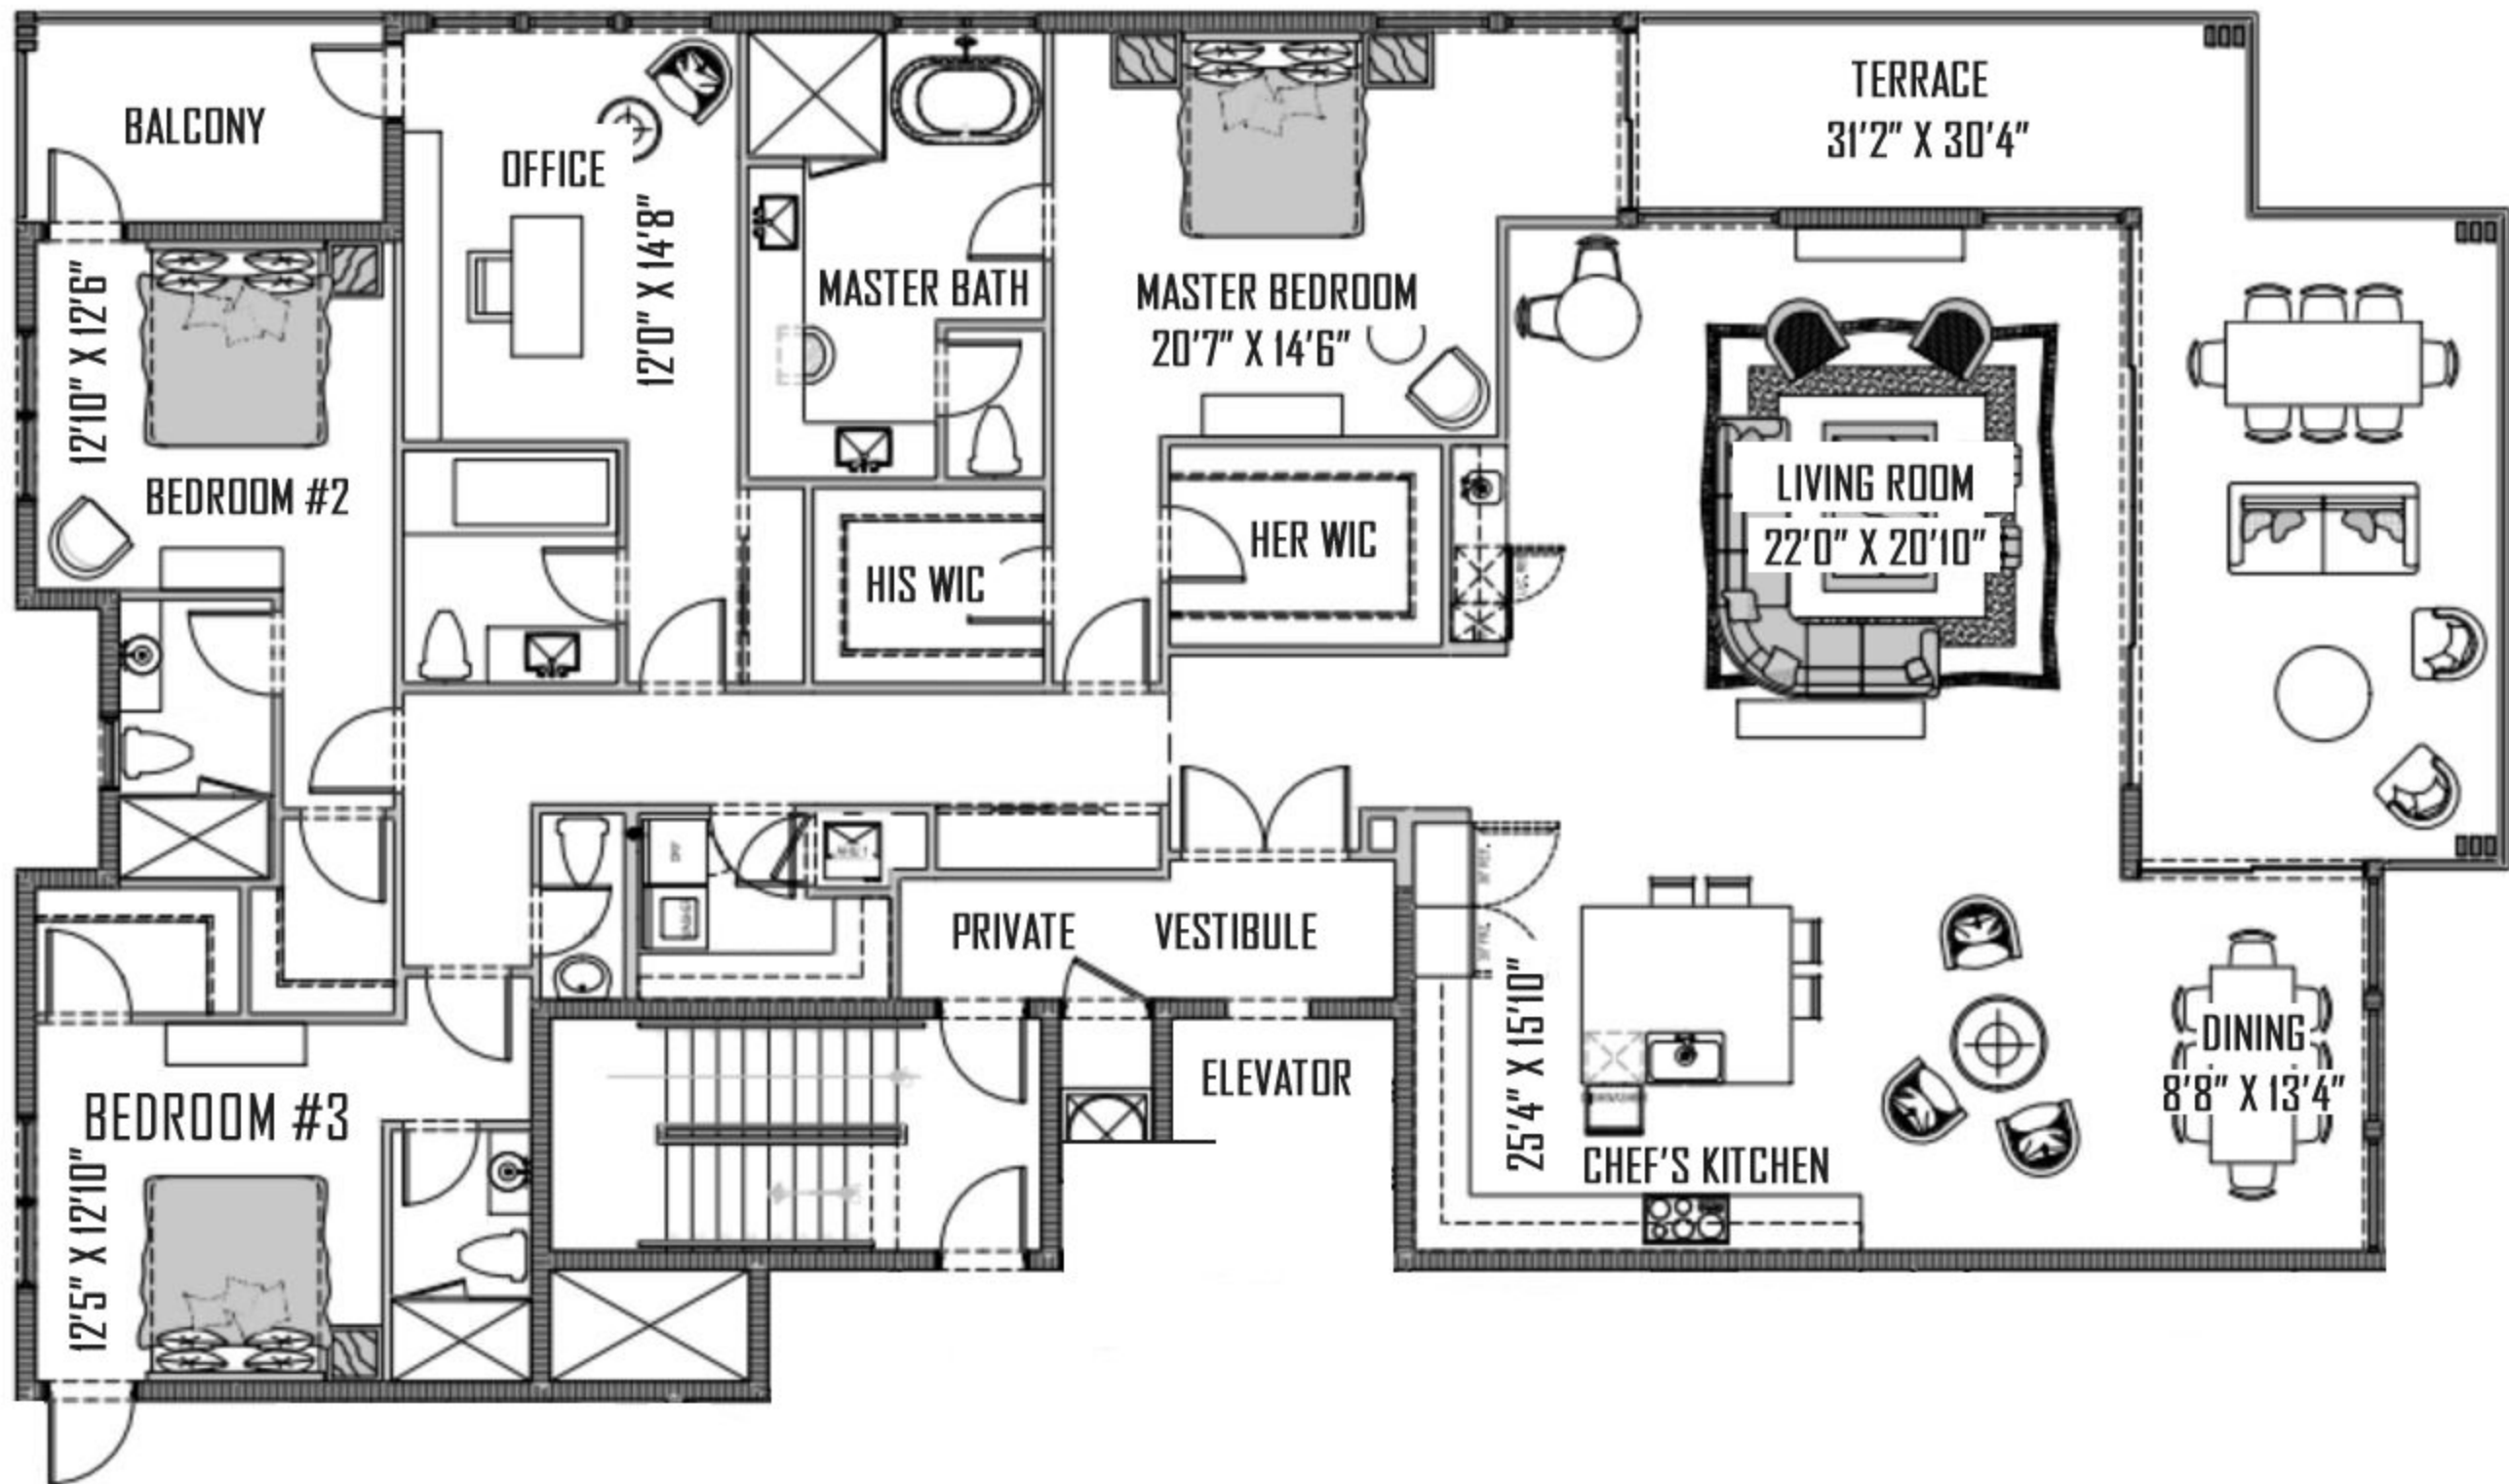 BALCONY
OFFICE
12'0" X 14'8"
MASTER BATH
MASTER BEDROOM
20'7" X 14'6"
TERRACE
31'2" X 30'4"
12'10" X 12'6"
BEDROOM #2
HIS WIC
HER WIC
LIVING ROOM
22'0" X 20'10"
DRY
PRIVATE VESTIBULE
ELEVATOR
25'4" X 15'10"
CHEF'S KITCHEN
DINING
8'8" X 13'4"
BEDROOM #3
12'5" X 12'10"